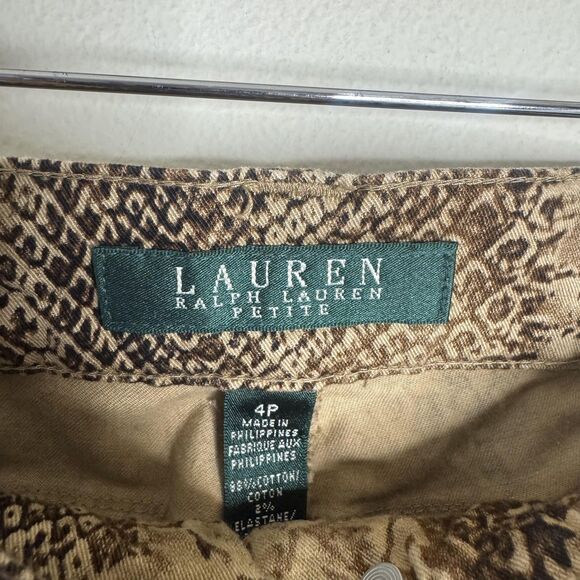 LAUREN
RALPH LAUREN
PETITE
4P
MADE IN
PHILIPPINES
FABRIQUE AUX
PHILIPPINES
98% COTTON/
COTON
2%
ELASTANE/